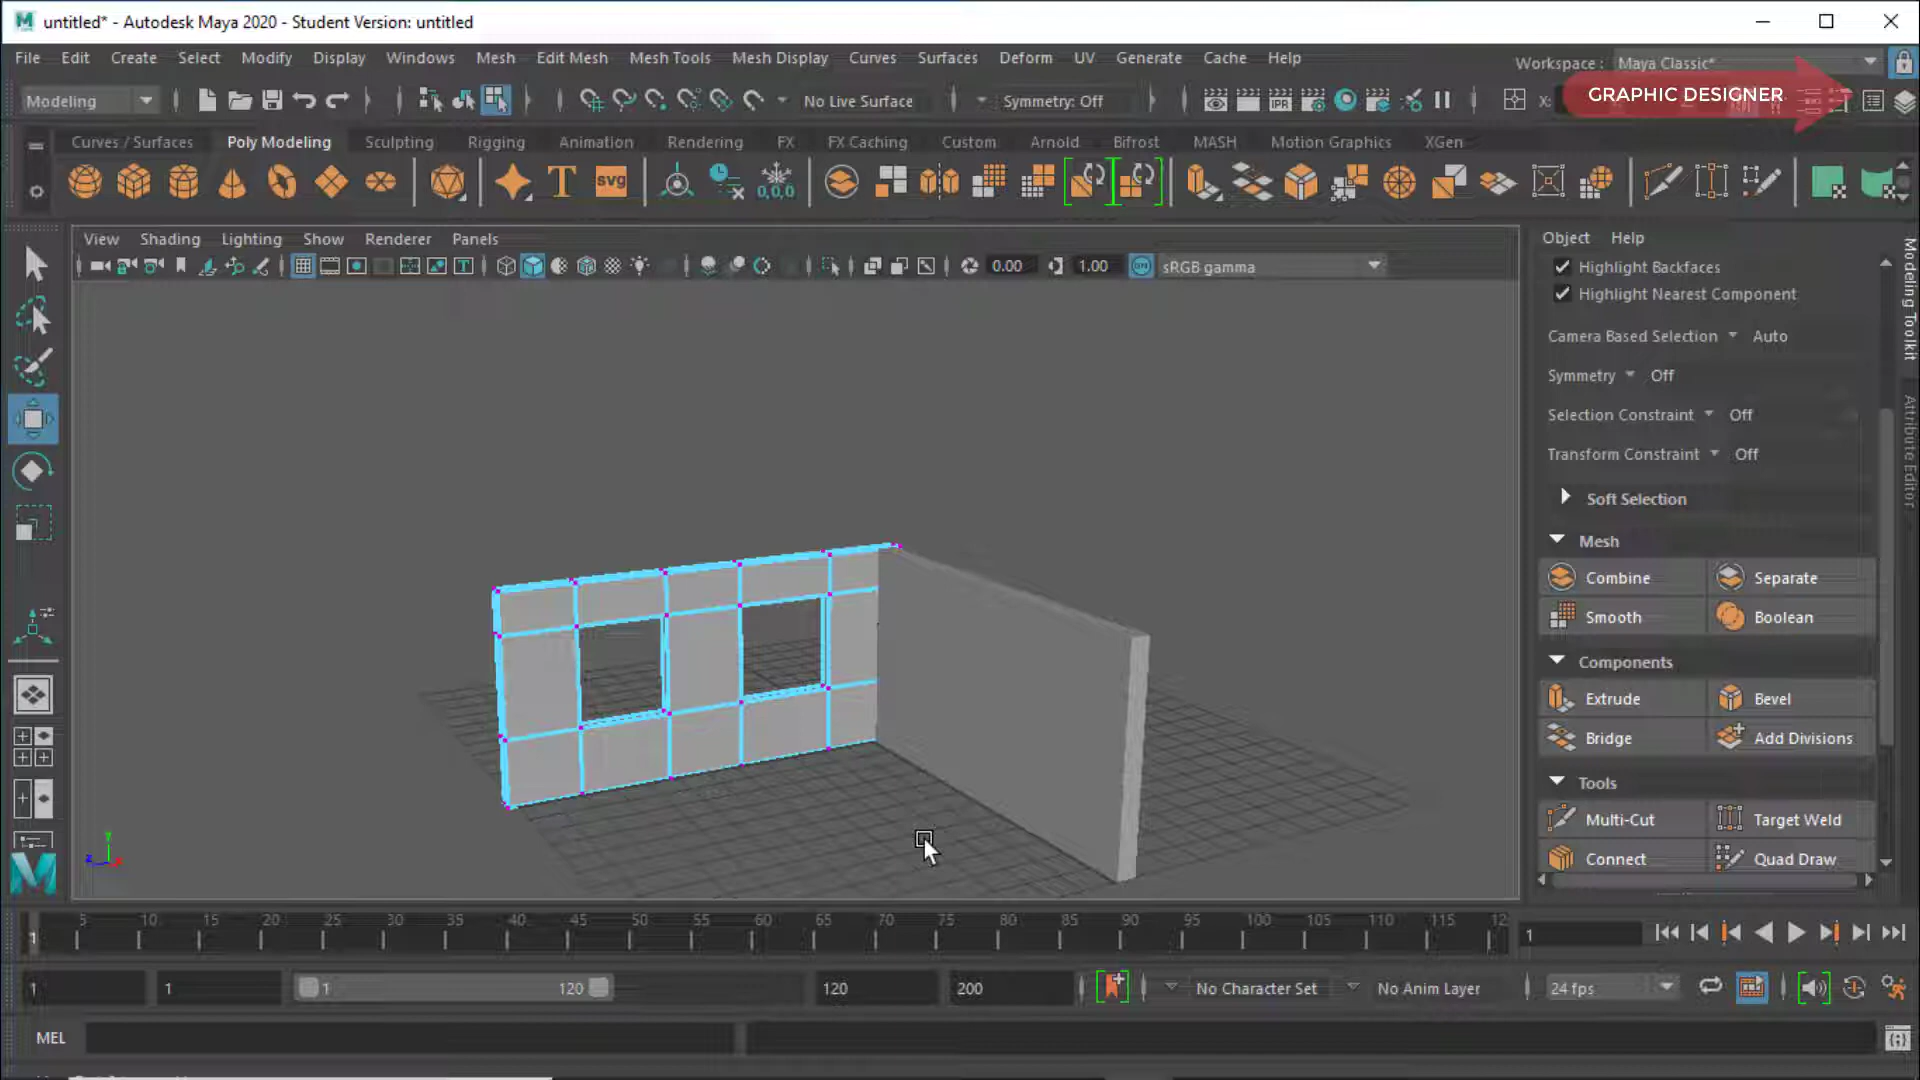 untitled* - Autodesk Maya 2020 - Student Version: untitled
File Edit Create Select Modify Display Windows Mesh Edit Mesh Mesh Tools Mesh Display Curves Surfaces Deform UV Generate Cache Help
Workspace : Maya Classic*
Modeling No Live Surface Symmetry: Off X:
GRAPHIC DESIGNER
Curves / Surfaces Poly Modeling Sculpting Rigging Animation Rendering FX FX Caching Custom Arnold Bifrost MASH Motion Graphics XGen
T SVG 0,0,0
IPR
View Shading Lighting Show Renderer Panels
0.00 1.00 sRGB gamma
Object Help
Highlight Backfaces
Highlight Nearest Component
Camera Based Selection Auto
Symmetry Off
Selection Constraint Off
Transform Constraint Off
Soft Selection
Mesh
Combine Separate
Smooth Boolean
Components
Extrude Bevel
Bridge Add Divisions
Tools
Multi-Cut Target Weld
Connect Quad Draw
Modeling Toolkit
Attribute Editor
5 10 15 20 25 30 35 40 45 50 55 60 65 70 75 80 85 90 95 100 105 110 115 12
1 1
1 1 1 120 120 200 No Character Set No Anim Layer 24 fps
MEL